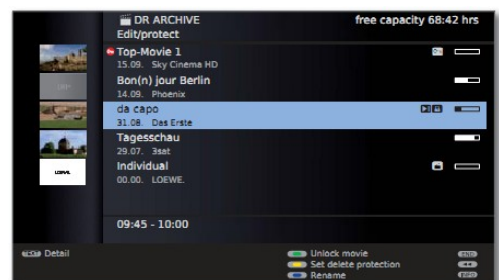 DR ARCHIVE free capacity 68:42 hrs
Edit/protect
Top-Movie 1
15.09. Sky Cinema HD
Bon(n) jour Berlin
14.09. Phoenix
da capo
31.08. Das Erste
Tagesschau
29.07. 3sat
Individual
00.00. LOEWE.
LOEWE.
09:45 - 10:00
Detail
Unlock movie END
Set delete protection
Rename INFO